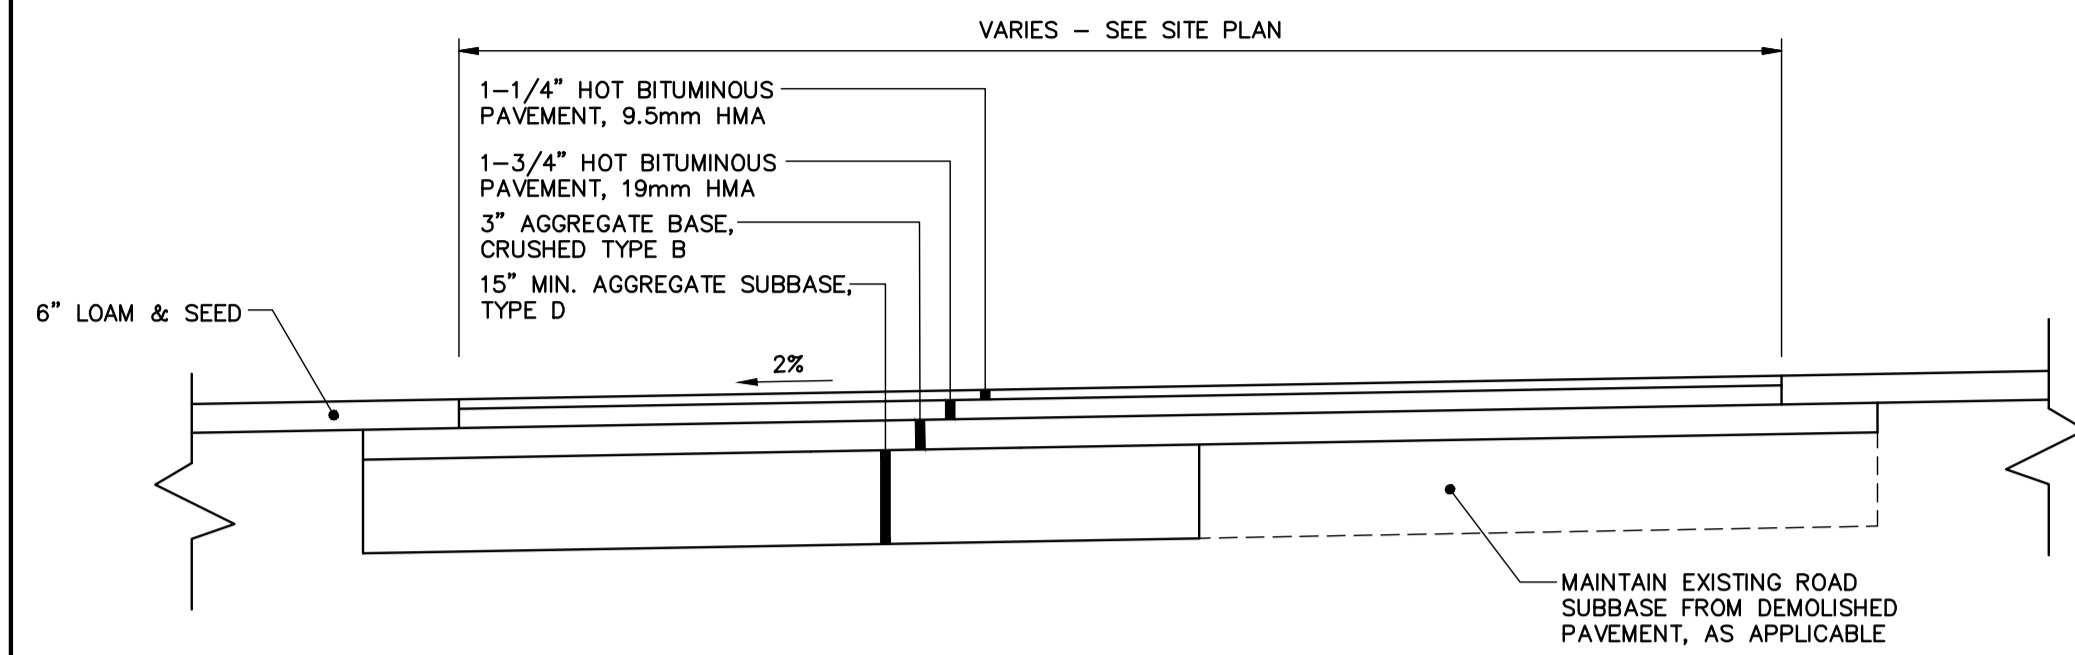 VARIES – SEE SITE PLAN
1–1/4" HOT BITUMINOUS
PAVEMENT, 9.5mm HMA
1–3/4" HOT BITUMINOUS
PAVEMENT, 19mm HMA
3" AGGREGATE BASE,
CRUSHED TYPE B
15" MIN. AGGREGATE SUBBASE,
TYPE D
6" LOAM & SEED
2%
MAINTAIN EXISTING ROAD
SUBBASE FROM DEMOLISHED
PAVEMENT, AS APPLICABLE